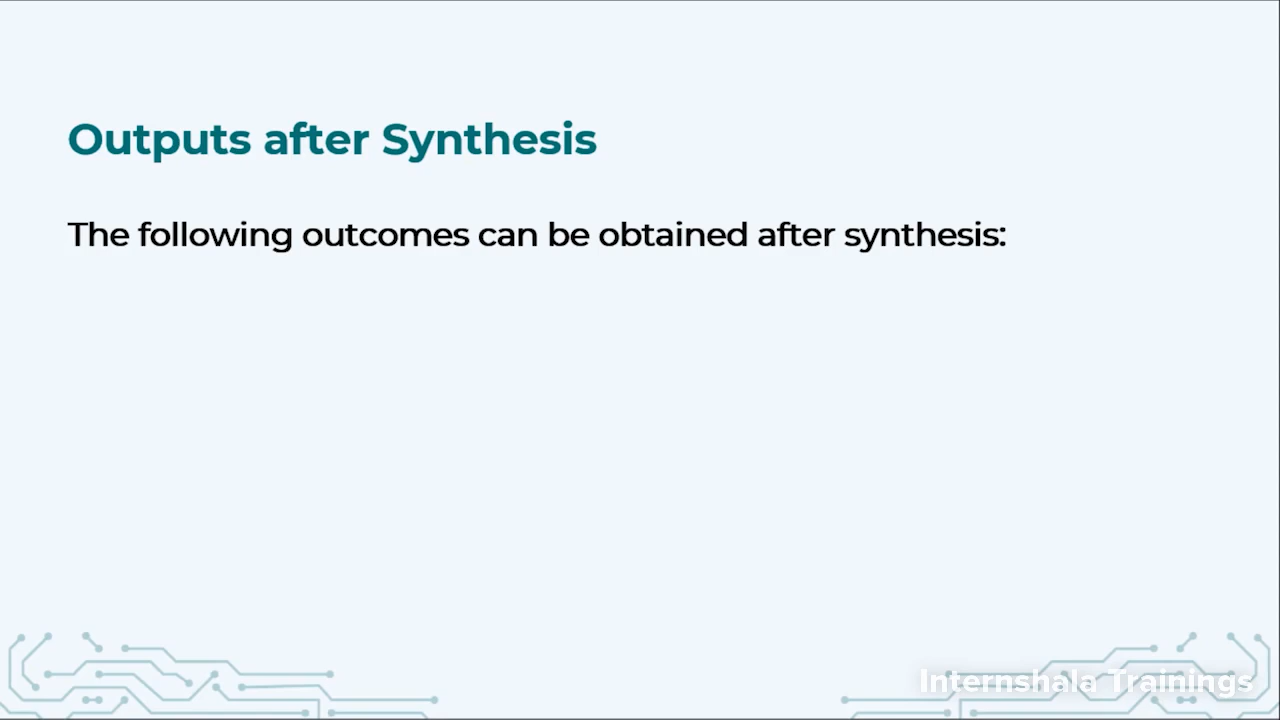 Outputs after Synthesis
The following outcomes can be obtained after synthesis:
Internshala Trainings